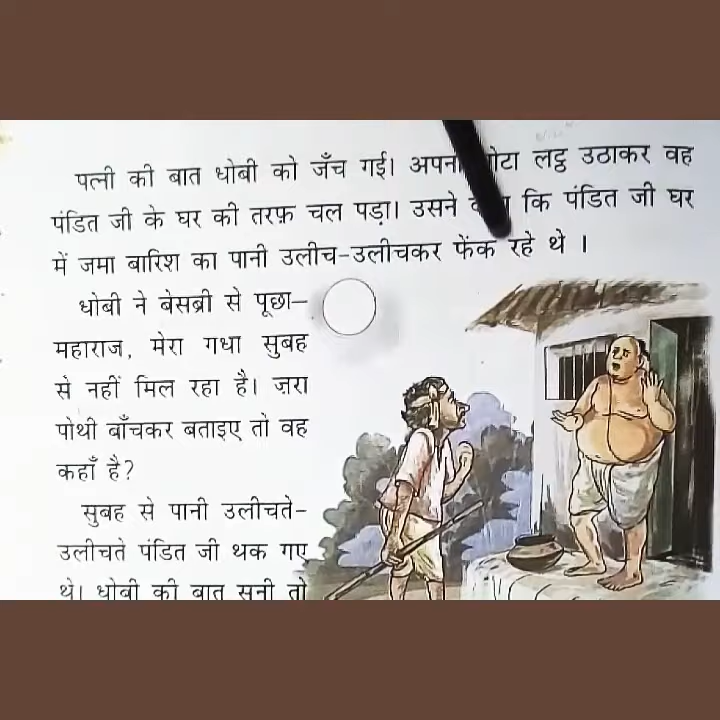 पत्नी की बात धोबी को जँच गई। अपना लट्ठ उठाकर वह
पंडित जी के घर की तरफ़ चल पड़ा। उसने कि पंडित जी घर
में जमा बारिश का पानी उलीच-उलीचकर फेंक रहे थे ।
धोबी ने बेसब्री से पूछा–
महाराज, मेरा गधा सुबह
से नहीं मिल रहा है। ज़रा
पोथी बाँचकर बताइए तो वह
कहाँ है?
सुबह से पानी उलीचते-
उलीचते पंडित जी थक गए
थे। धोबी की बात सुनी तो